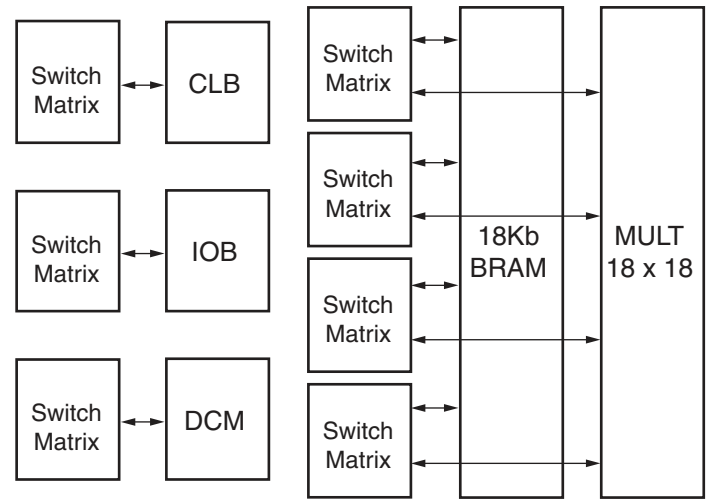 Switch
Matrix
CLB
Switch
Matrix
IOB
Switch
Matrix
DCM
Switch
Matrix
Switch
Matrix
Switch
Matrix
Switch
Matrix
18Kb
BRAM
MULT
18 x 18